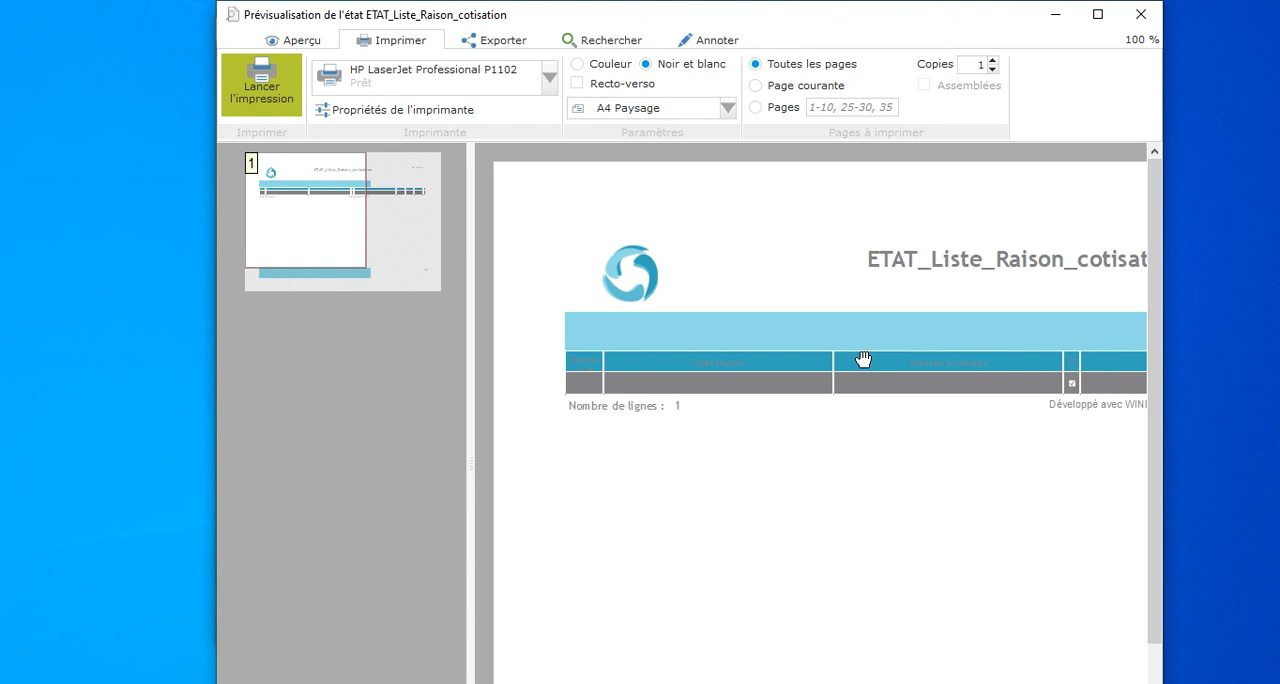 Prévisualisation de l'état ETAT_Liste_Raison_cotisation
Aperçu Imprimer Exporter Rechercher Annoter 100 %
Lancer l'impression
HP LaserJet Professional P1102
Prêt
Propriétés de l'imprimante
Couleur Noir et blanc
Recto-verso
A4 Paysage
Toutes les pages
Page courante
Pages 1-10, 25-30, 35
Copies 1
Assemblées
Imprimer Imprimante Paramètres Pages à imprimer
1
ETAT_Liste_Raison_cotisation
ETAT_Liste_Raison_cotisat
Nombre de lignes : 1
Développé avec WIN